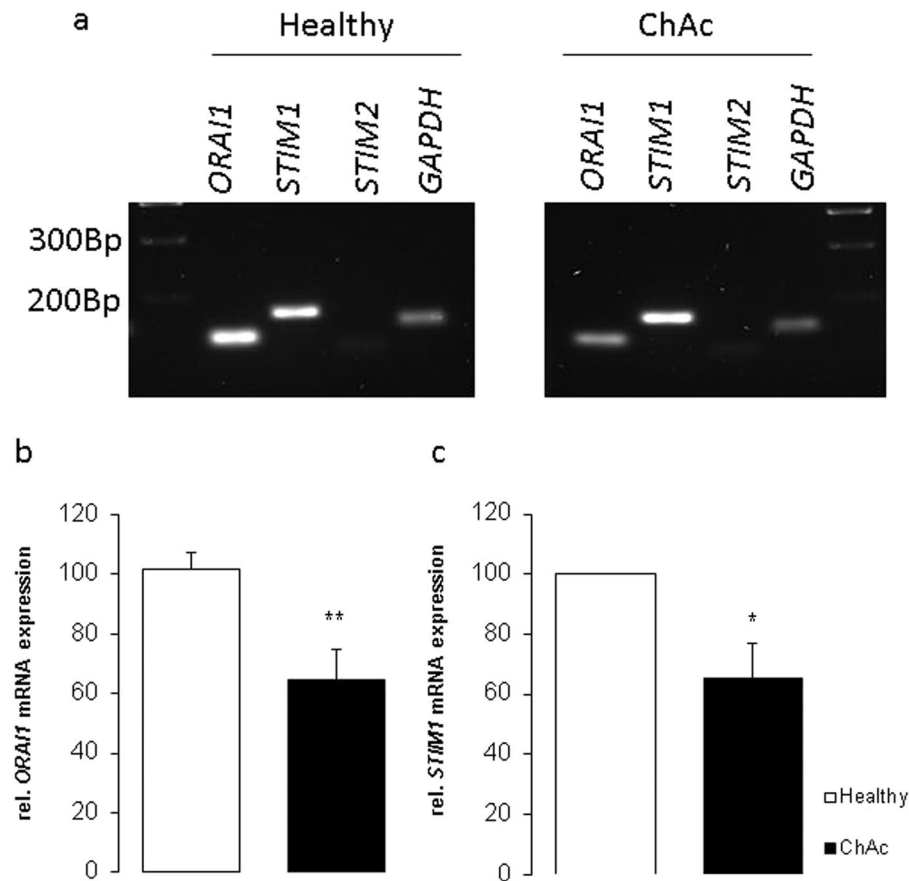 a
Healthy
ChAc
ORAI1
STIM1
STIM2
GAPDH
ORAI1
STIM1
STIM2
GAPDH
300Bp
200Bp
b
rel. ORAI1 mRNA expression
120
100
80
60
40
20
0
**
c
rel. STIM1 mRNA expression
120
100
80
60
40
20
0
*
Healthy
ChAc